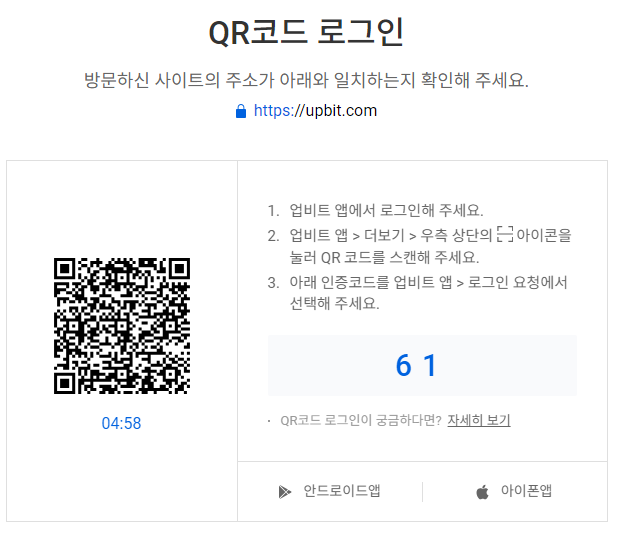 QR코드 로그인
방문하신 사이트의 주소가 아래와 일치하는지 확인해 주세요.
https://upbit.com
04:58
1. 업비트 앱에서 로그인해 주세요.
2. 업비트 앱 > 더보기 > 우측 상단의 아이콘을
눌러 QR 코드를 스캔해 주세요.
3. 아래 인증코드를 업비트 앱 > 로그인 요청에서
선택해 주세요.
6 1
· QR코드 로그인이 궁금하다면? 자세히 보기
안드로이드앱
아이폰앱